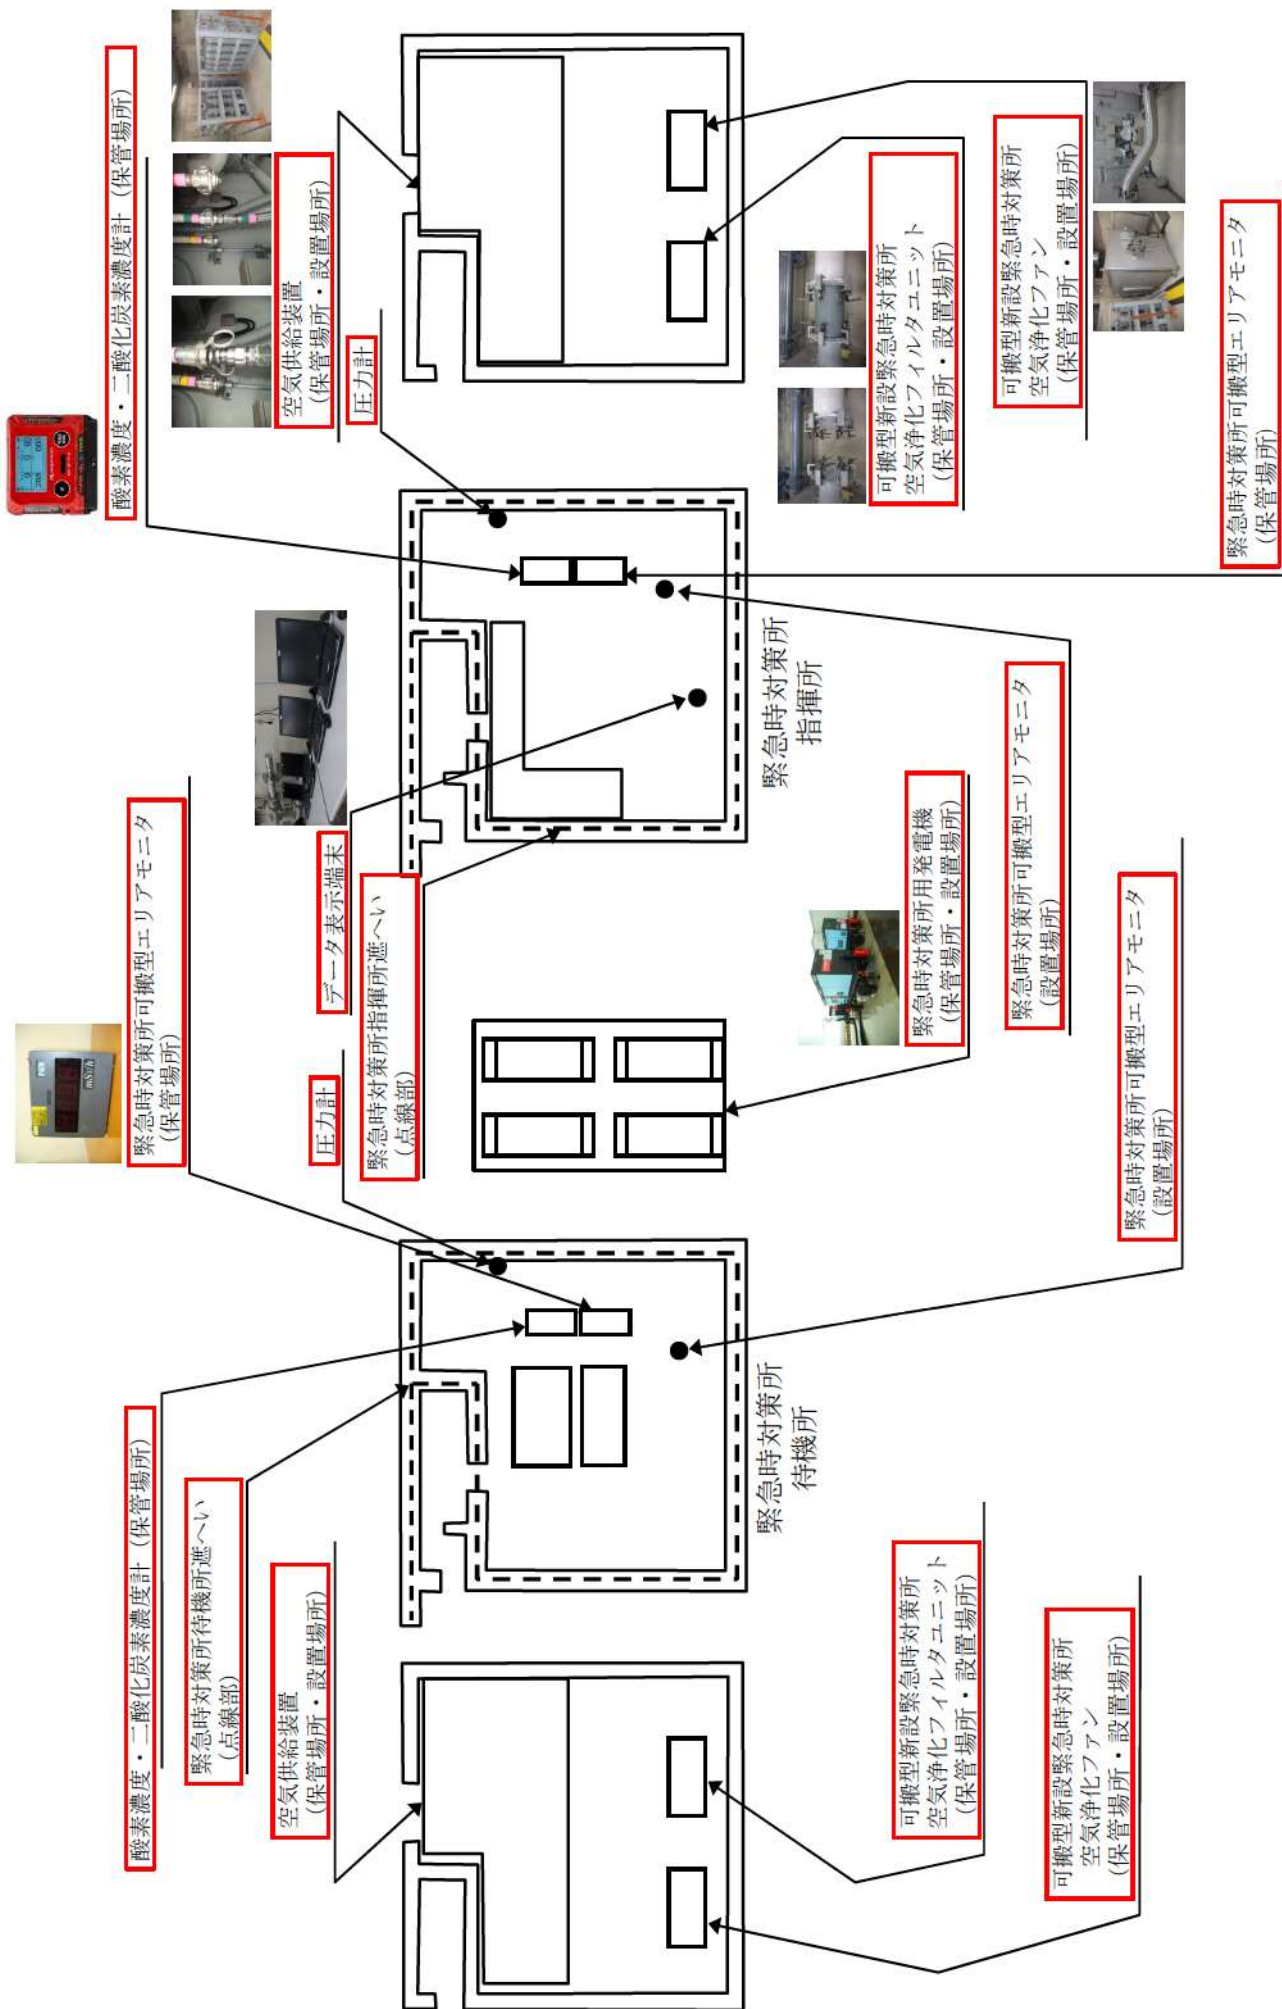 酸素濃度・二酸化炭素濃度計（保管場所）
緊急時対策所待機所遮へい
（点線部）
空気供給装置
（保管場所・設置場所）
緊急時対策所可搬型エリアモニタ
（保管場所）
圧力計
緊急時対策所指揮所遮へい
（点線部）
データ表示端末
酸素濃度・二酸化炭素濃度計（保管場所）
空気供給装置
（保管場所・設置場所）
圧力計
緊急時対策所
待機所
緊急時対策所
指揮所
可搬型新設緊急時対策所
空気浄化フィルタユニット
（保管場所・設置場所）
可搬型新設緊急時対策所
空気浄化ファン
（保管場所・設置場所）
緊急時対策所可搬型エリアモニタ
（設置場所）
緊急時対策所用発電機
（保管場所・設置場所）
緊急時対策所可搬型エリアモニタ
（設置場所）
可搬型新設緊急時対策所
空気浄化フィルタユニット
（保管場所・設置場所）
可搬型新設緊急時対策所
空気浄化ファン
（保管場所・設置場所）
緊急時対策所可搬型エリアモニタ
（保管場所）